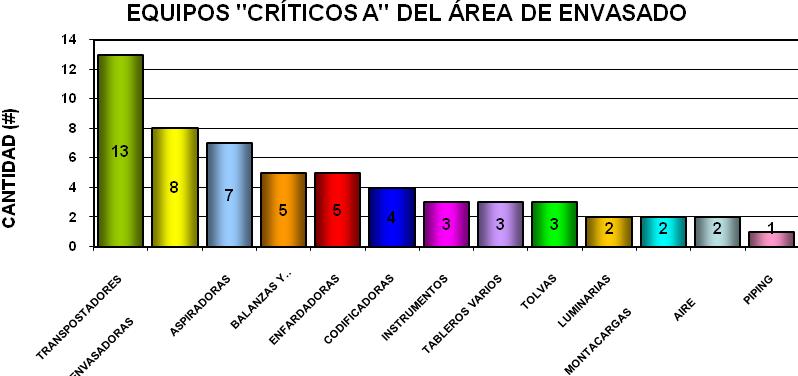 EQUIPOS "CRÍTICOS A" DEL ÁREA DE ENVASADO
CANTIDAD (#)
14
12
10
8
6
4
2
0
13
8
7
5
5
4
3
3
3
2
2
2
1
TRANSPOSTADORES
ENVASADORAS
ASPIRADORAS
BALANZAS Y..
ENFARDADORAS
CODIFICADORAS
INSTRUMENTOS
TABLEROS VARIOS
TOLVAS
LUMINARIAS
MONTACARGAS
AIRE
PIPING